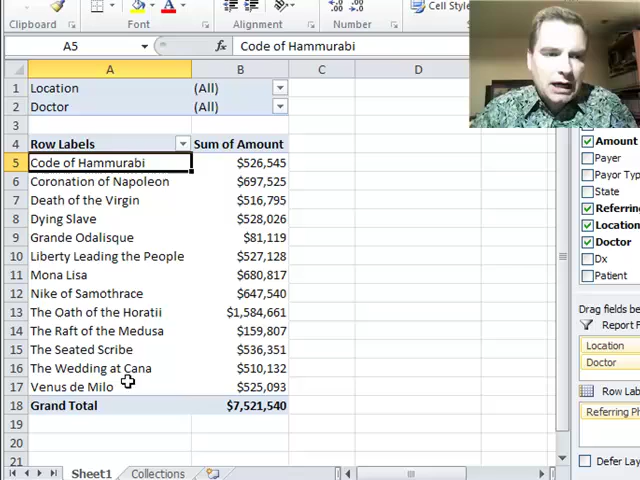 Cell Styl
Clipboard Font Alignment Number
A5 fx Code of Hammurabi
A B C D
1 Location (All)
2 Doctor (All)
3
4 Row Labels Sum of Amount
5 Code of Hammurabi $526,545
6 Coronation of Napoleon $697,525
7 Death of the Virgin $516,795
8 Dying Slave $528,026
9 Grande Odalisque $81,119
10 Liberty Leading the People $527,128
11 Mona Lisa $680,817
12 Nike of Samothrace $647,540
13 The Oath of the Horatii $1,584,661
14 The Raft of the Medusa $159,807
15 The Seated Scribe $536,351
16 The Wedding at Cana $510,132
17 Venus de Milo $525,093
18 Grand Total $7,521,540
19
20
21
Sheet1 Collections
Amount
Payer
Payor Type
State
Referring
Location
Doctor
Dx
Patient
Drag fields be
Report F
Location
Doctor
Row Lab
Referring Ph
Defer Lay